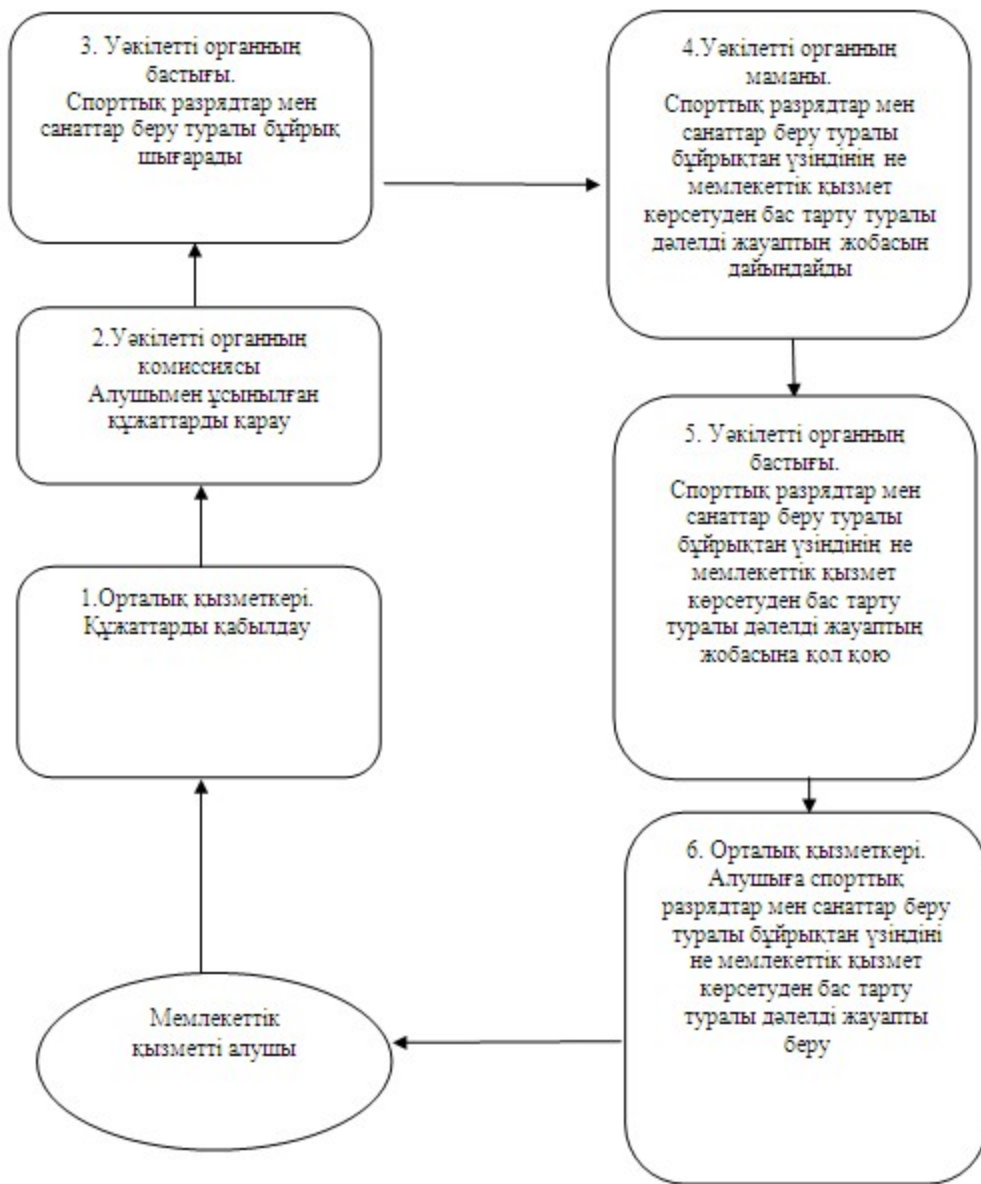 3. Уәкілетті органның
бастығы.
Спорттық разрядтар мен
санаттар беру туралы бұйрық
шығарады
4.Уәкілетті органның
маманы.
Спорттық разрядтар мен
санаттар беру туралы
бұйрықтан үзіндінің не
мемлекеттік қызмет
көрсетуден бас тарту туралы
дәлелді жауаптың жобасын
дайындайды
2.Уәкілетті органның
комиссиясы
Алушымен ұсынылған
құжаттарды қарау
5. Уәкілетті органның
бастығы.
Спорттық разрядтар мен
санаттар беру туралы
бұйрықтан үзіндінің не
мемлекеттік қызмет
көрсетуден бас тарту
туралы дәлелді жауаптың
жобасына қол қою
1.Орталық қызметкері.
Құжаттарды қабылдау
6. Орталық қызметкері.
Алушыға спорттық
разрядтар мен санаттар беру
туралы бұйрықтан үзіндіні
не мемлекеттік қызмет
көрсетуден бас тарту
туралы дәлелді жауапты
беру
Мемлекеттік
қызметті алушы